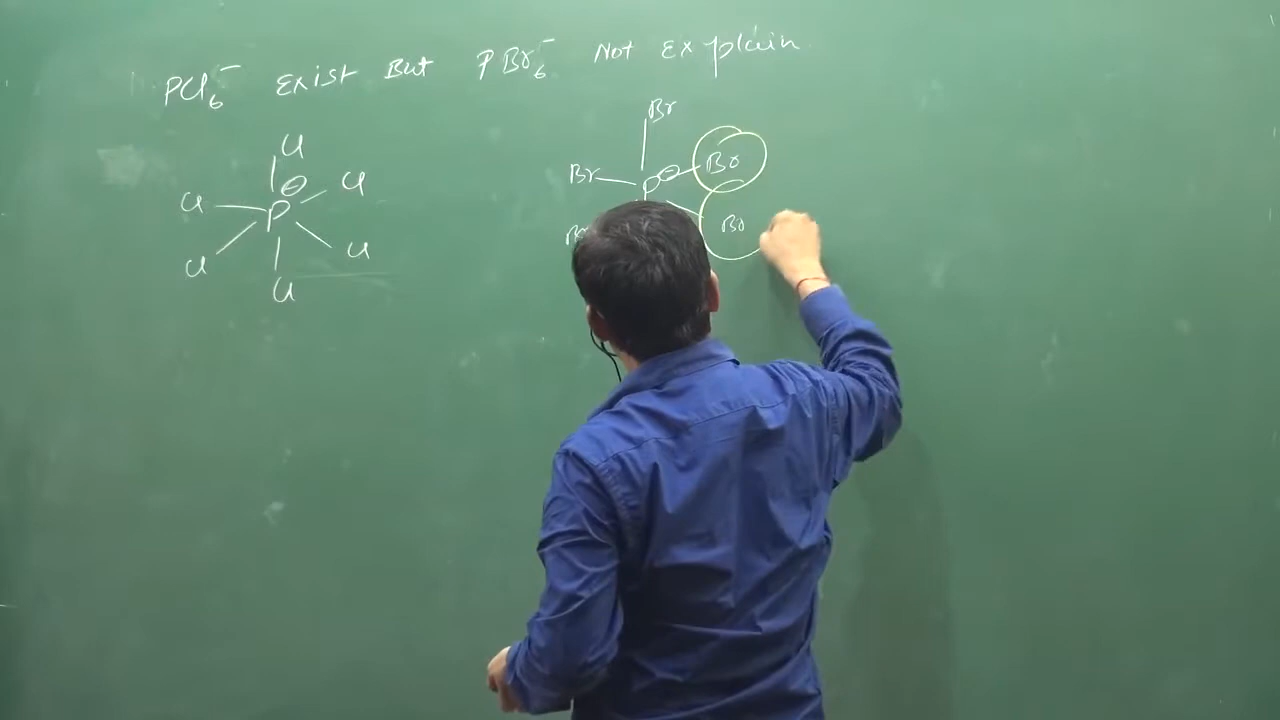 PCl₆⁻ Exist But PBr₆⁻ Not Explain.
Cl
Cl ⊖ Cl
P
Cl Cl
Cl
Br
Br P ⊖ Br
Br